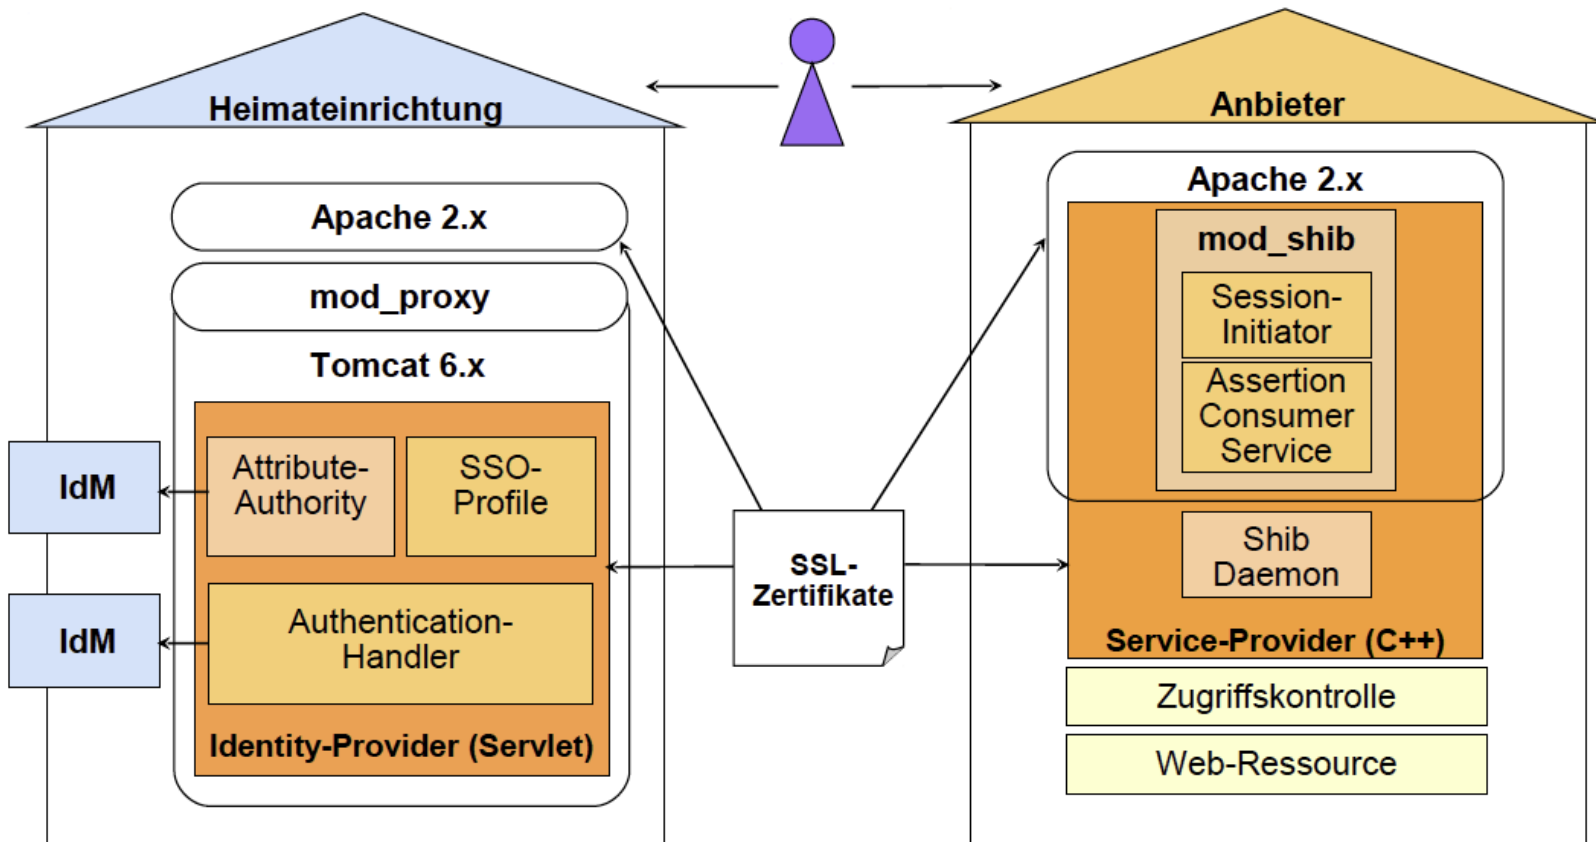 Heimateinrichtung
Apache 2.x
mod_proxy
Tomcat 6.x
Attribute-
Authority
SSO-
Profile
IdM
Authentication-
Handler
IdM
Identity-Provider (Servlet)
SSL-
Zertifikate
Anbieter
Apache 2.x
mod_shib
Session-
Initiator
Assertion
Consumer
Service
Shib
Daemon
Service-Provider (C++)
Zugriffskontrolle
Web-Ressource